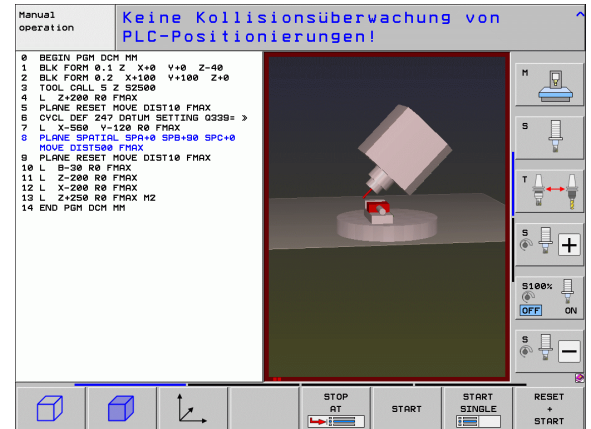 Manual
operation
Keine Kollisionsüberwachung von
PLC-Positionierungen!
0 BEGIN PGM DCM MM
1 BLK FORM 0.1 Z X+0 Y+0 Z-40
2 BLK FORM 0.2 X+100 Y+100 Z+0
3 TOOL CALL 5 Z S2500
4 L Z+200 R0 FMAX
5 PLANE RESET MOVE DIST10 FMAX
6 CYCL DEF 247 DATUM SETTING Q339= »
7 L X-560 Y-120 R0 FMAX
8 PLANE SPATIAL SPA+0 SPB+90 SPC+0
MOVE DIST500 FMAX
9 PLANE RESET MOVE DIST10 FMAX
10 L B-30 R0 FMAX
11 L Z-200 R0 FMAX
12 L X-200 R0 FMAX
13 L Z+250 R0 FMAX M2
14 END PGM DCM MM
M
S
T
S
S100%
OFF ON
S
STOP
AT
START
START
SINGLE
RESET
+
START